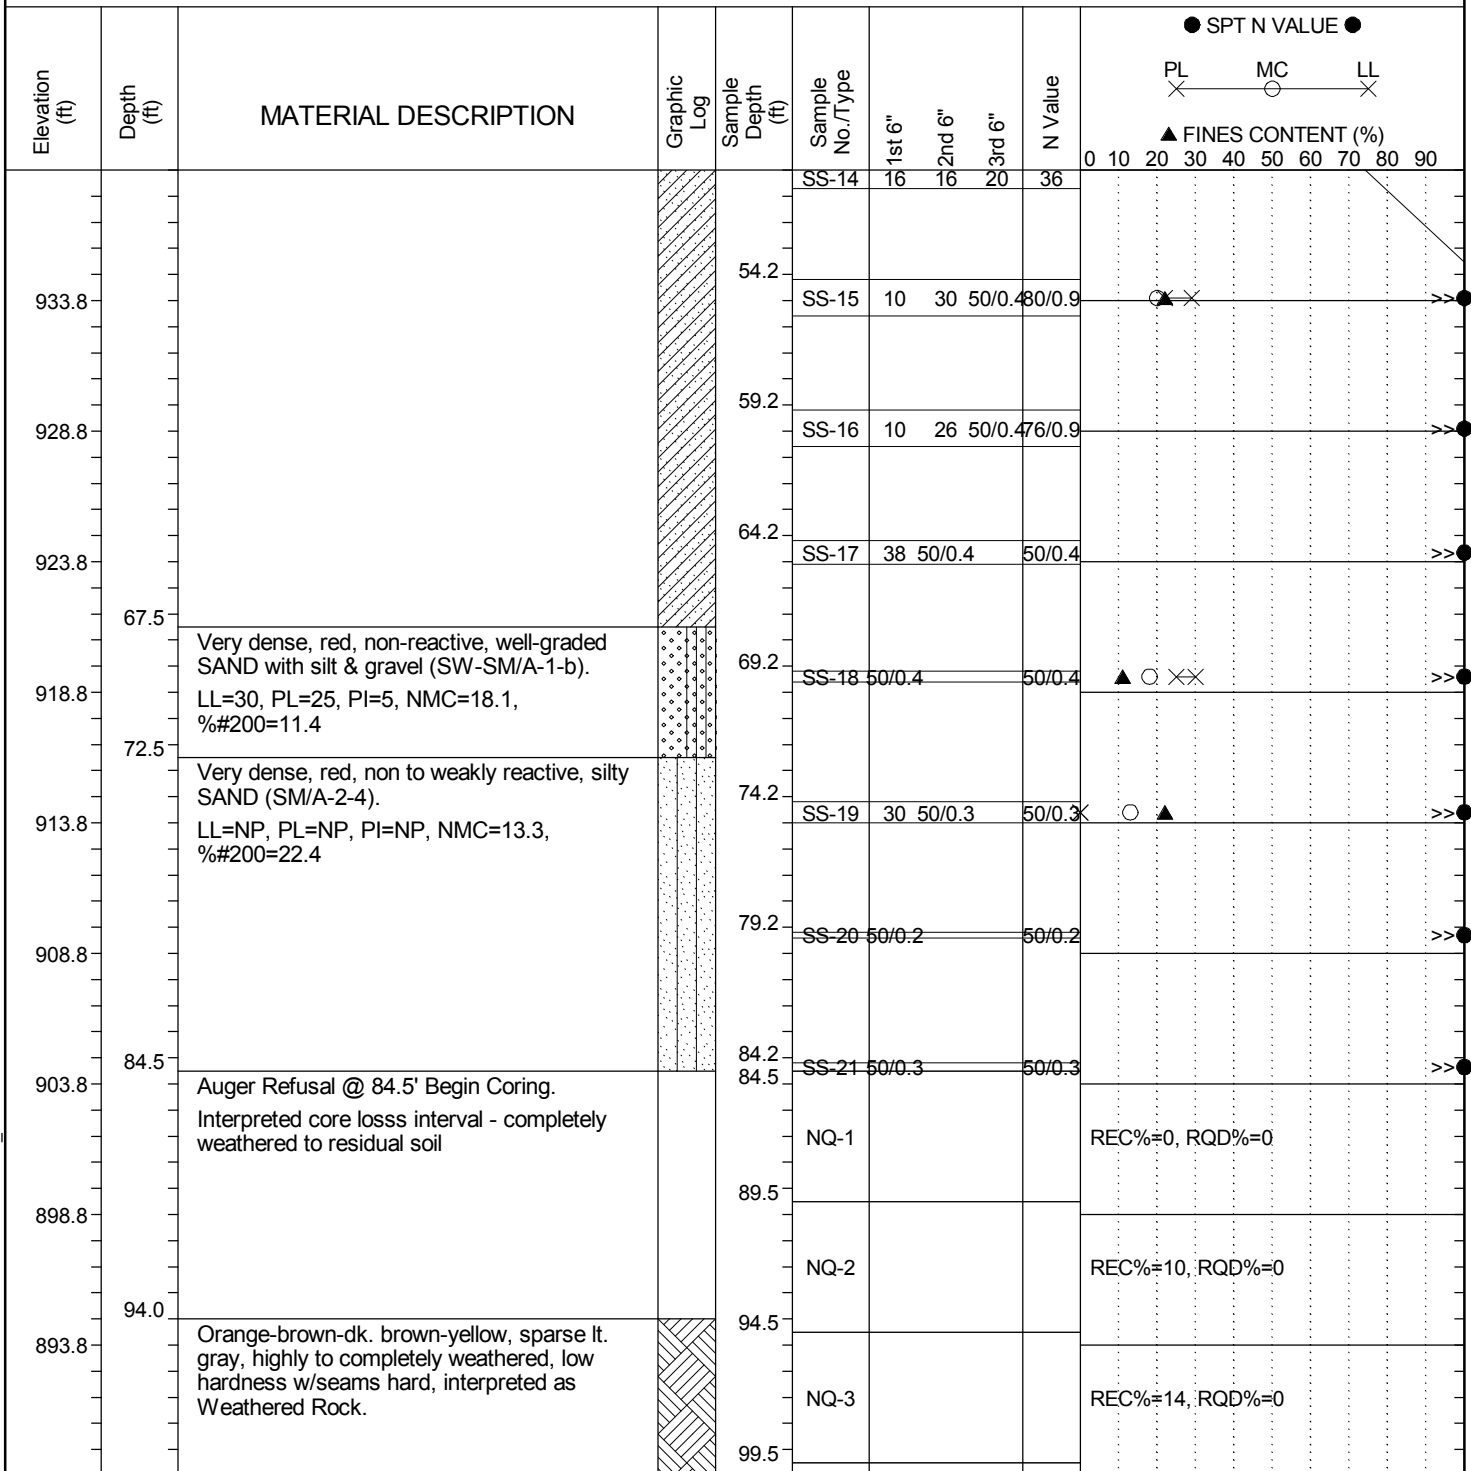 ● SPT N VALUE ●
PL MC LL
▲ FINES CONTENT (%)
0 10 20 30 40 50 60 70 80 90
Elevation (ft)
Depth (ft)
MATERIAL DESCRIPTION
Graphic Log
Sample Depth (ft)
Sample No./Type
1st 6"
2nd 6"
3rd 6"
N Value
SS-14 16 16 20 36
54.2
933.8 SS-15 10 30 50/0.4 80/0.9 >>
59.2
928.8 SS-16 10 26 50/0.4 76/0.9 >>
64.2
923.8 SS-17 38 50/0.4 50/0.4 >>
67.5
Very dense, red, non-reactive, well-graded
SAND with silt & gravel (SW-SM/A-1-b).
69.2
SS-18 50/0.4 50/0.4 >>
918.8
LL=30, PL=25, PI=5, NMC=18.1,
%#200=11.4
72.5
Very dense, red, non to weakly reactive, silty
SAND (SM/A-2-4).
74.2
913.8 SS-19 30 50/0.3 50/0.3 >>
LL=NP, PL=NP, PI=NP, NMC=13.3,
%#200=22.4
79.2
SS-20 50/0.2 50/0.2 >>
908.8
84.5
84.2
SS-21 50/0.3 50/0.3 >>
84.5
903.8
Auger Refusal @ 84.5' Begin Coring.
Interpreted core losss interval - completely
weathered to residual soil
NQ-1 REC%=0, RQD%=0
89.5
898.8
NQ-2 REC%=10, RQD%=0
94.0
94.5
893.8
Orange-brown-dk. brown-yellow, sparse lt.
gray, highly to completely weathered, low
hardness w/seams hard, interpreted as
Weathered Rock.
NQ-3 REC%=14, RQD%=0
99.5